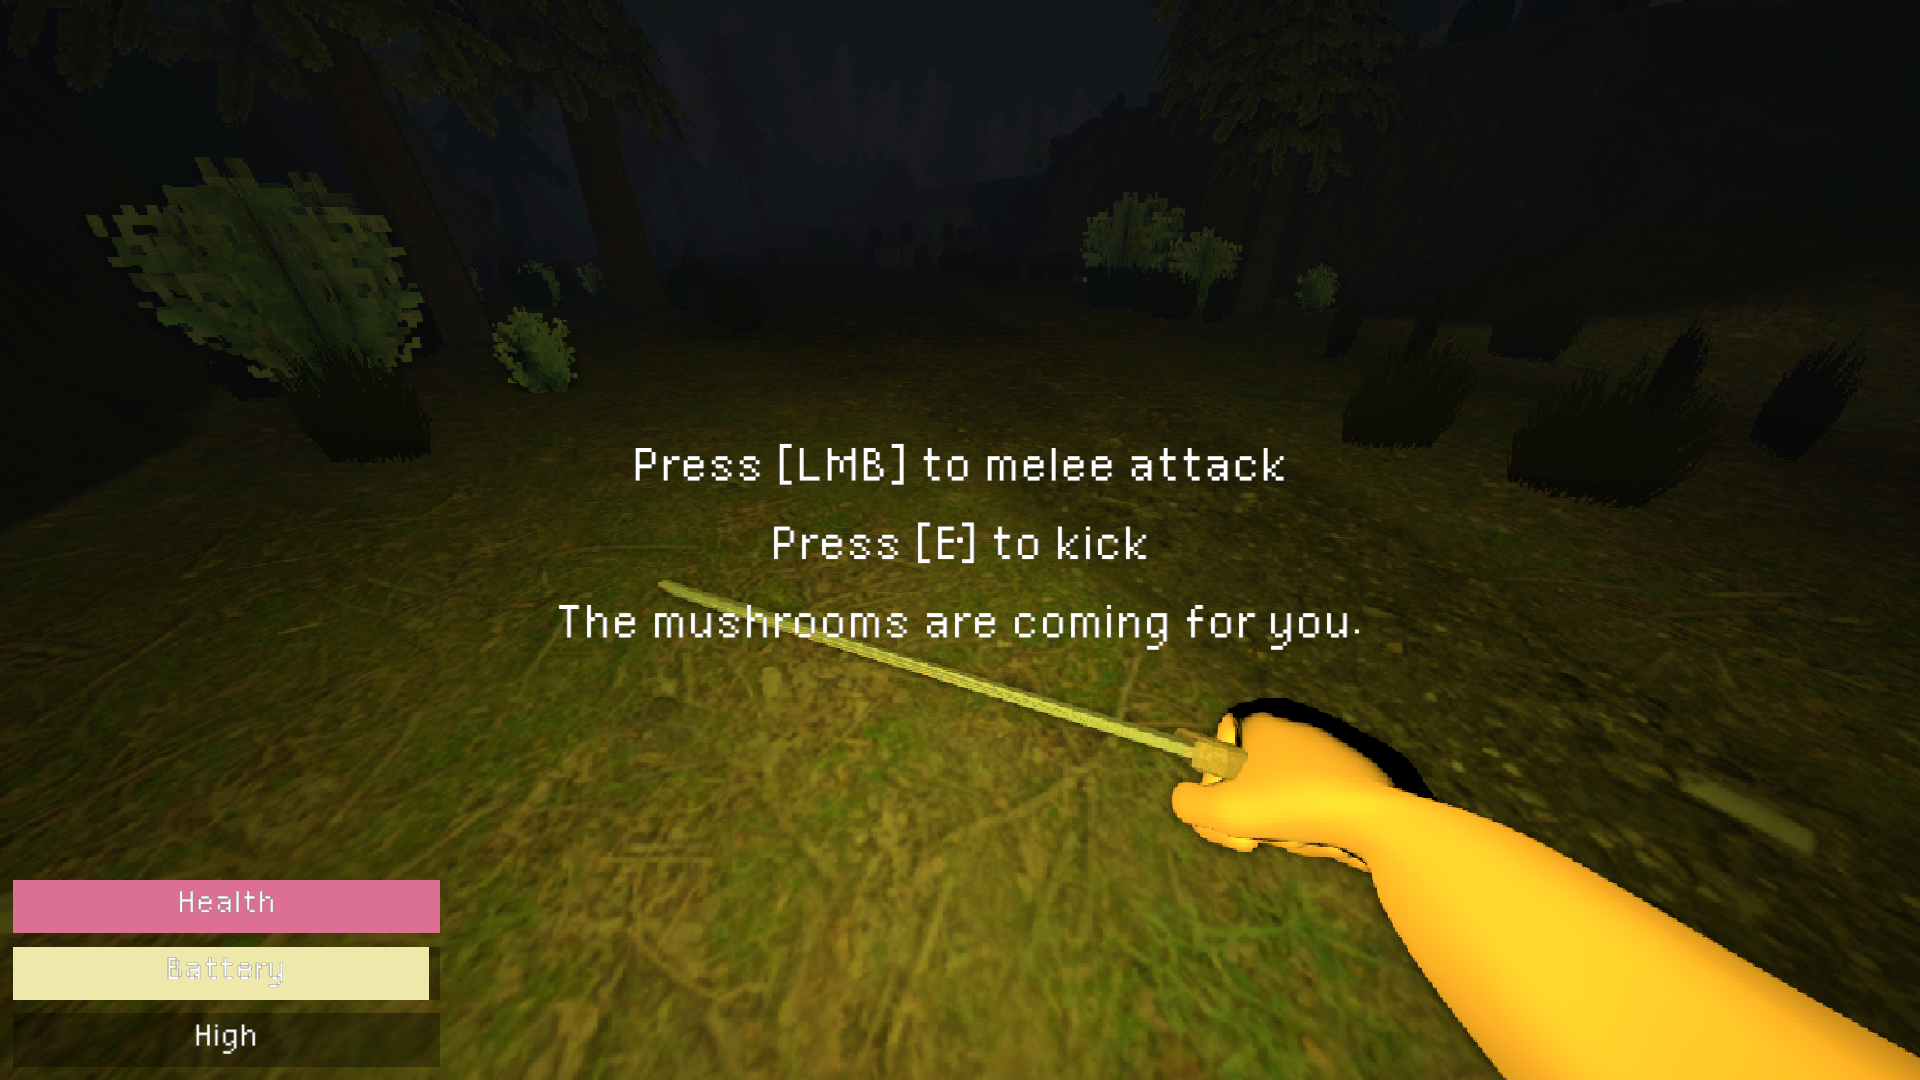 Press [LMB] to melee attack
Press [E] to kick
The mushrooms are coming for you.
Health
Battery
High